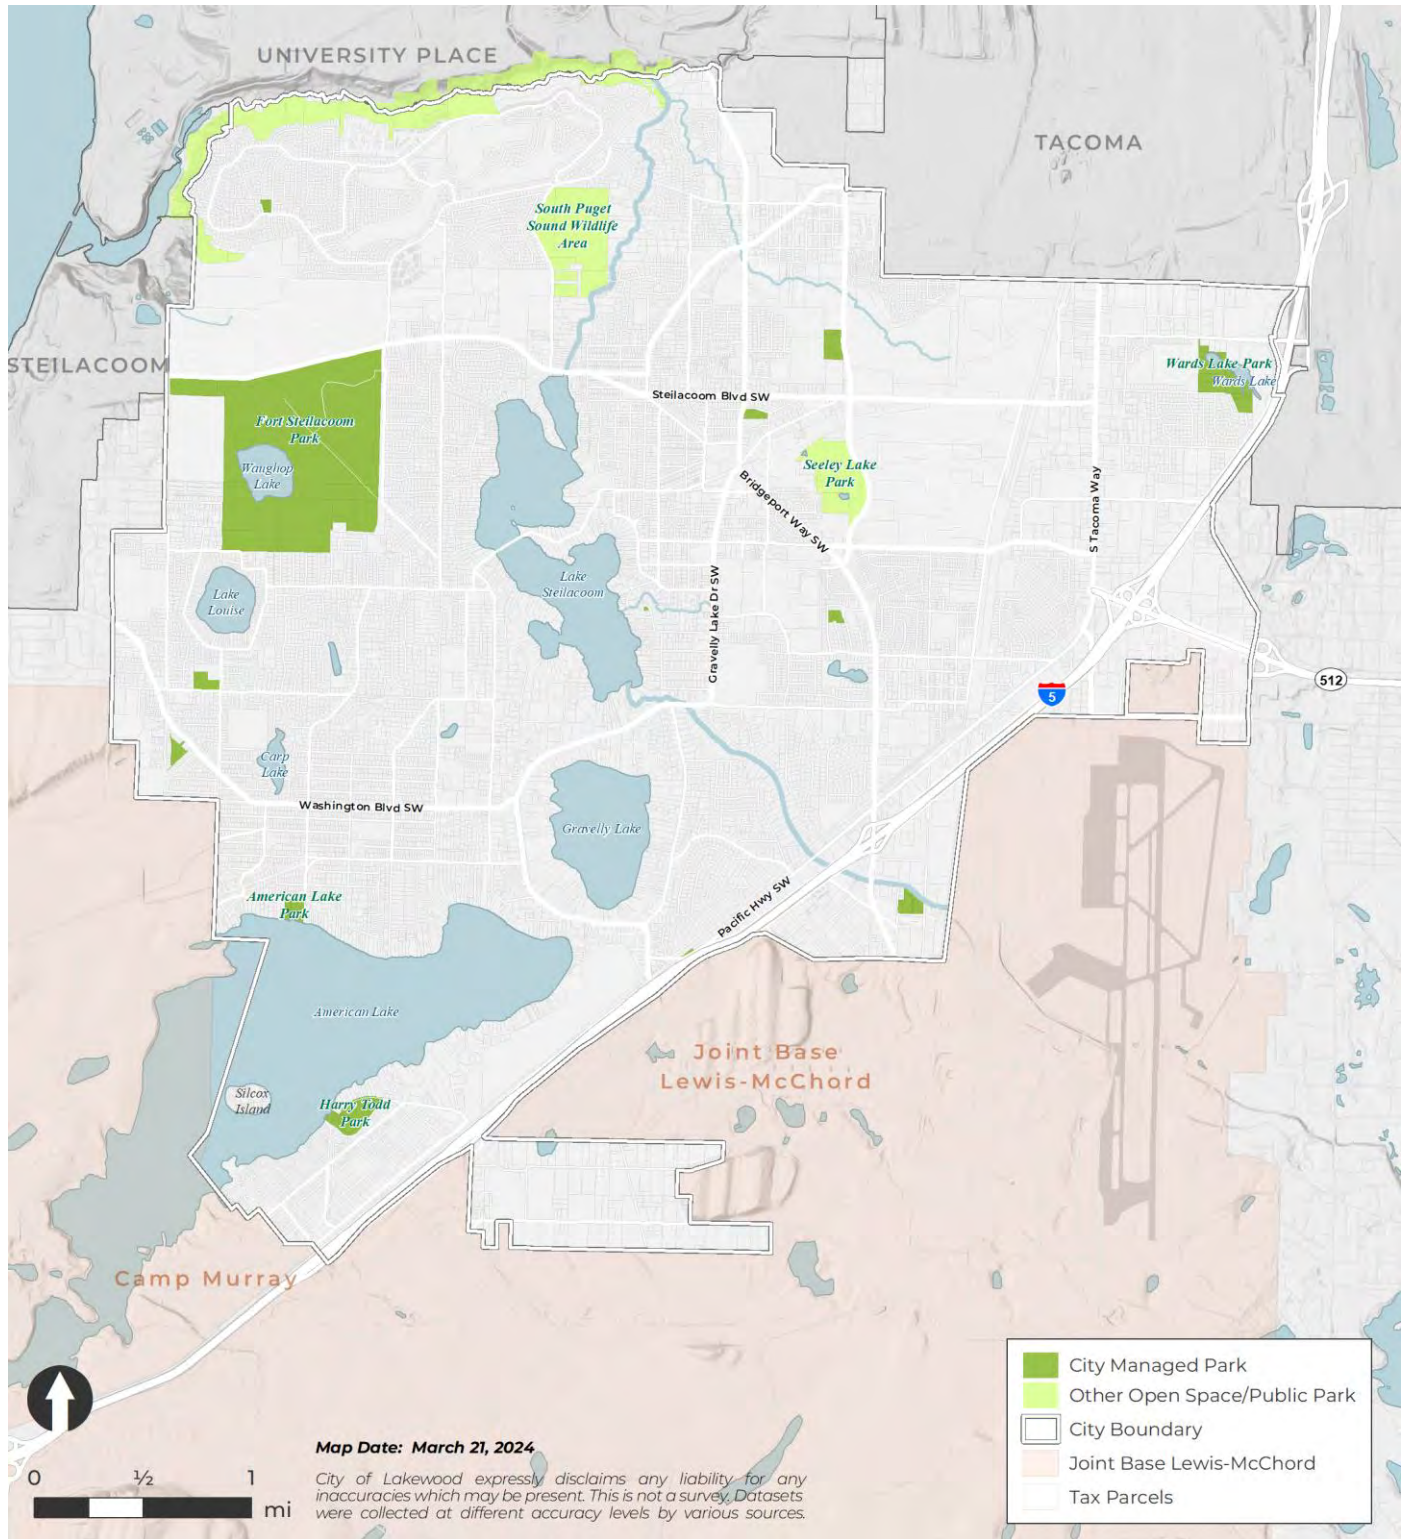 UNIVERSITY PLACE
TACOMA
South Puget
Sound Wildlife
Area
STEILACOOM
Wards Lake Park
Wards Lake
Steilacoom Blvd SW
Fort Steilacoom
Park
Waughop
Lake
Seeley Lake
Park
Bridgeport Way SW
S Tacoma Way
Lake
Steilacoom
Lake
Louise
Gravelly Lake Dr SW
512
5
Carp
Lake
Washington Blvd SW
Gravelly Lake
American Lake
Park
Pacific Hwy SW
American Lake
Joint Base
Lewis-McChord
Silcox
Island
Harry Todd
Park
Camp Murray
City Managed Park
Other Open Space/Public Park
City Boundary
Joint Base Lewis-McChord
Tax Parcels
Map Date: March 21, 2024
0 ½ 1
mi
City of Lakewood expressly disclaims any liability for any
inaccuracies which may be present. This is not a survey. Datasets
were collected at different accuracy levels by various sources.